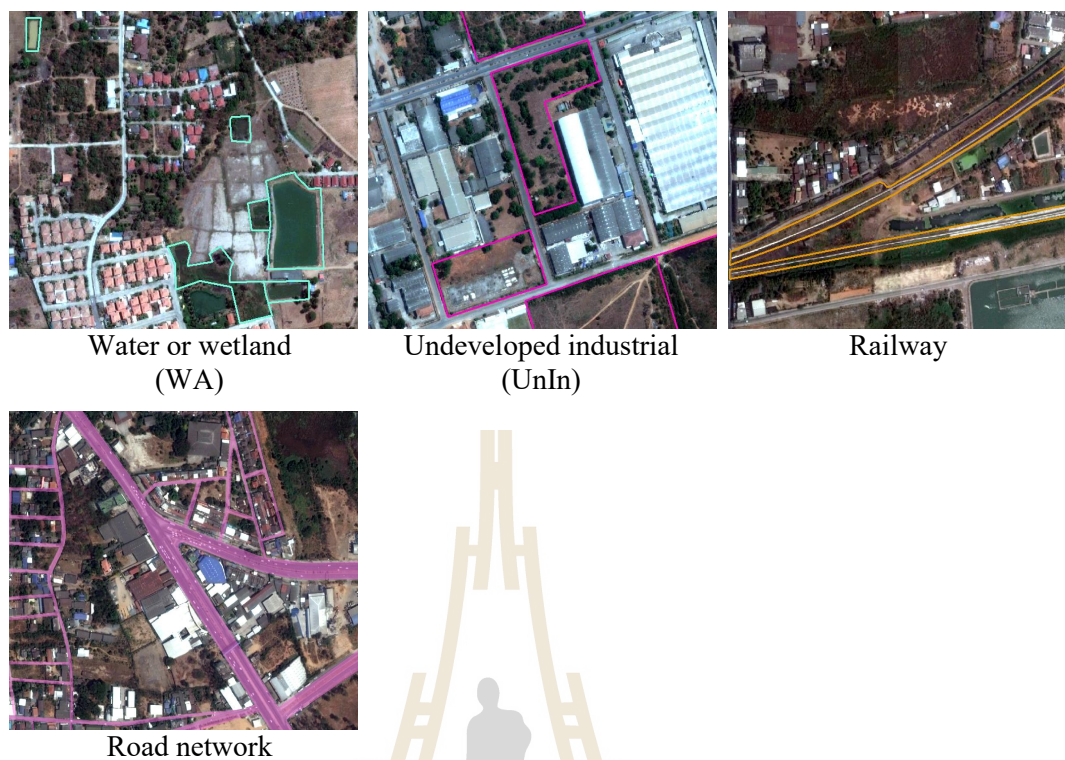 Water or wetland
(WA)
Undeveloped industrial
(UnIn)
Railway
Road network